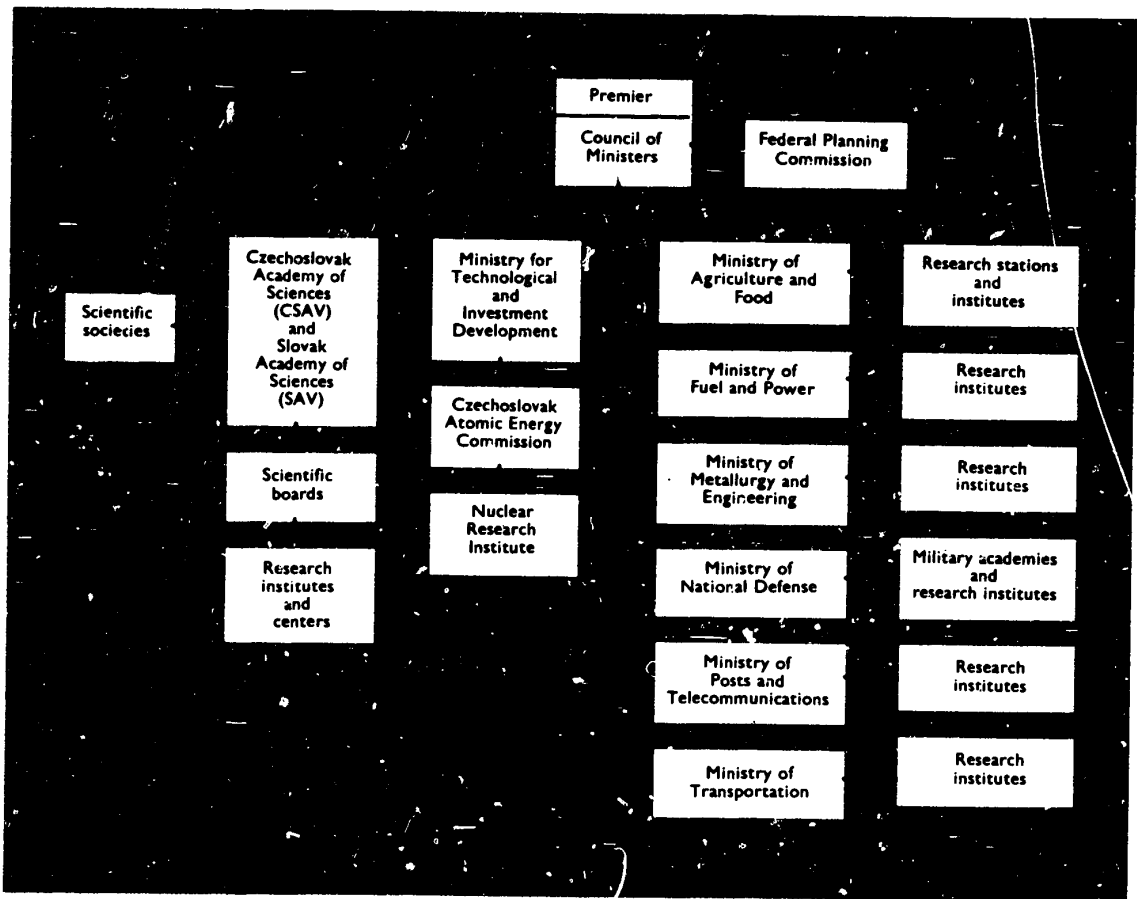 Premier
Council of
Ministers
Federal Planning
Commission
Scientific
societies
Czechoslovak
Academy of
Sciences
(CSAV)
and
Slovak
Academy of
Sciences
(SAV)
Scientific
boards
Research
institutes
and
centers
Ministry for
Technological
and
Investment
Development
Czechoslovak
Atomic Energy
Commission
Nuclear
Research
Institute
Ministry of
Agriculture and
Food
Research stations
and
institutes
Ministry of
Fuel and Power
Research
institutes
Ministry of
Metallurgy and
Engineering
Research
institutes
Ministry of
National Defense
Military academies
and
research institutes
Ministry of
Posts and
Telecommunications
Research
institutes
Ministry of
Transportation
Research
institutes